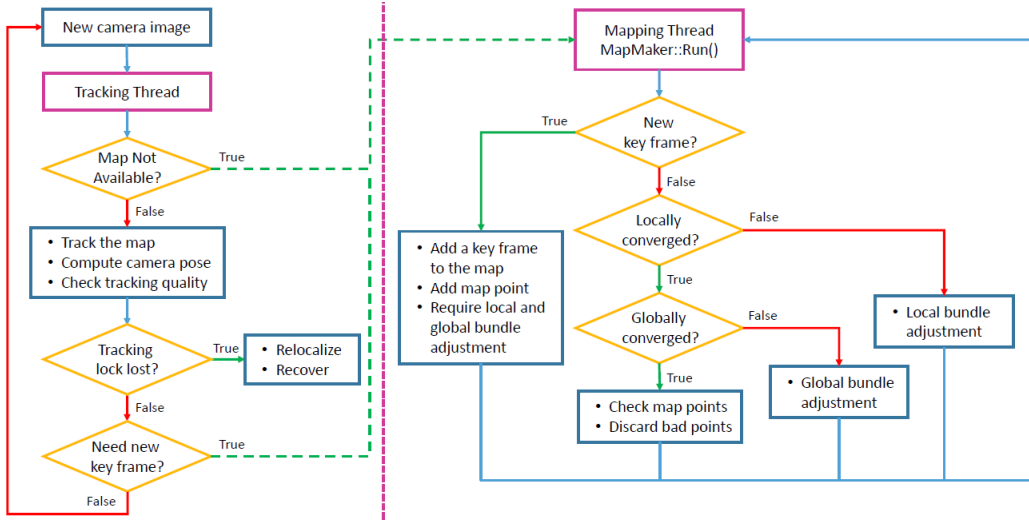 New camera image
Tracking Thread
Map Not
Available?
True
False
• Track the map
• Compute camera pose
• Check tracking quality
Tracking
lock lost?
True
• Relocalize
• Recover
False
Need new
key frame?
True
False
Mapping Thread
MapMaker::Run()
New
key frame?
True
False
• Add a key frame
to the map
• Add map point
• Require local and
global bundle
adjustment
Locally
converged?
False
True
• Local bundle
adjustment
Globally
converged?
False
True
• Global bundle
adjustment
• Check map points
• Discard bad points